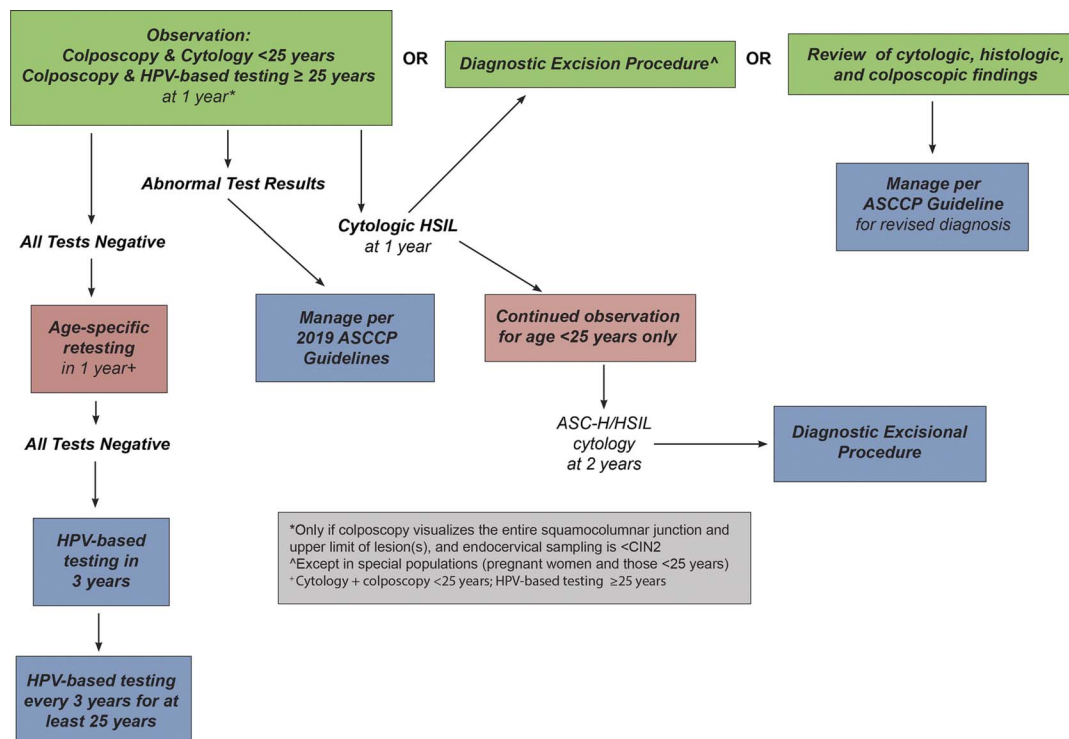 Observation:
Colposcopy & Cytology <25 years
Colposcopy & HPV-based testing ≥ 25 years
at 1 year*
OR
Diagnostic Excision Procedure^
OR
Review of cytologic, histologic,
and colposcopic findings
Abnormal Test Results
Cytologic HSIL
at 1 year
Manage per
ASCCP Guideline
for revised diagnosis
All Tests Negative
Age-specific
retesting
in 1 year+
Manage per
2019 ASCCP
Guidelines
Continued observation
for age <25 years only
All Tests Negative
ASC-H/HSIL
cytology
at 2 years
Diagnostic Excisional
Procedure
HPV-based
testing in
3 years
*Only if colposcopy visualizes the entire squamocolumnar junction and
upper limit of lesion(s), and endocervical sampling is <CIN2
^Except in special populations (pregnant women and those <25 years)
+Cytology + colposcopy <25 years; HPV-based testing ≥25 years
HPV-based testing
every 3 years for at
least 25 years